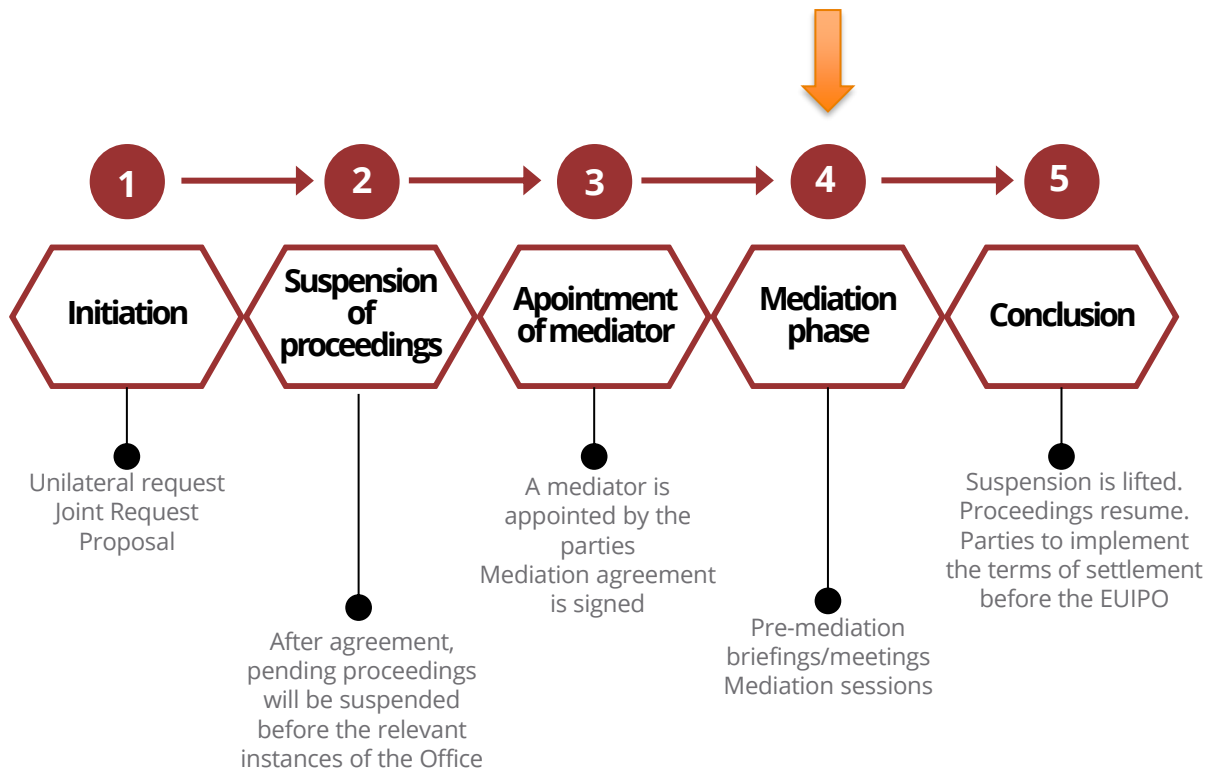 1
2
3
4
5
Initiation
Suspension
of
proceedings
Apointment
of mediator
Mediation
phase
Conclusion
Unilateral request
Joint Request
Proposal
After agreement,
pending proceedings
will be suspended
before the relevant
instances of the Office
A mediator is
appointed by the
parties
Mediation agreement
is signed
Pre-mediation
briefings/meetings
Mediation sessions
Suspension is lifted.
Proceedings resume.
Parties to implement
the terms of settlement
before the EUIPO